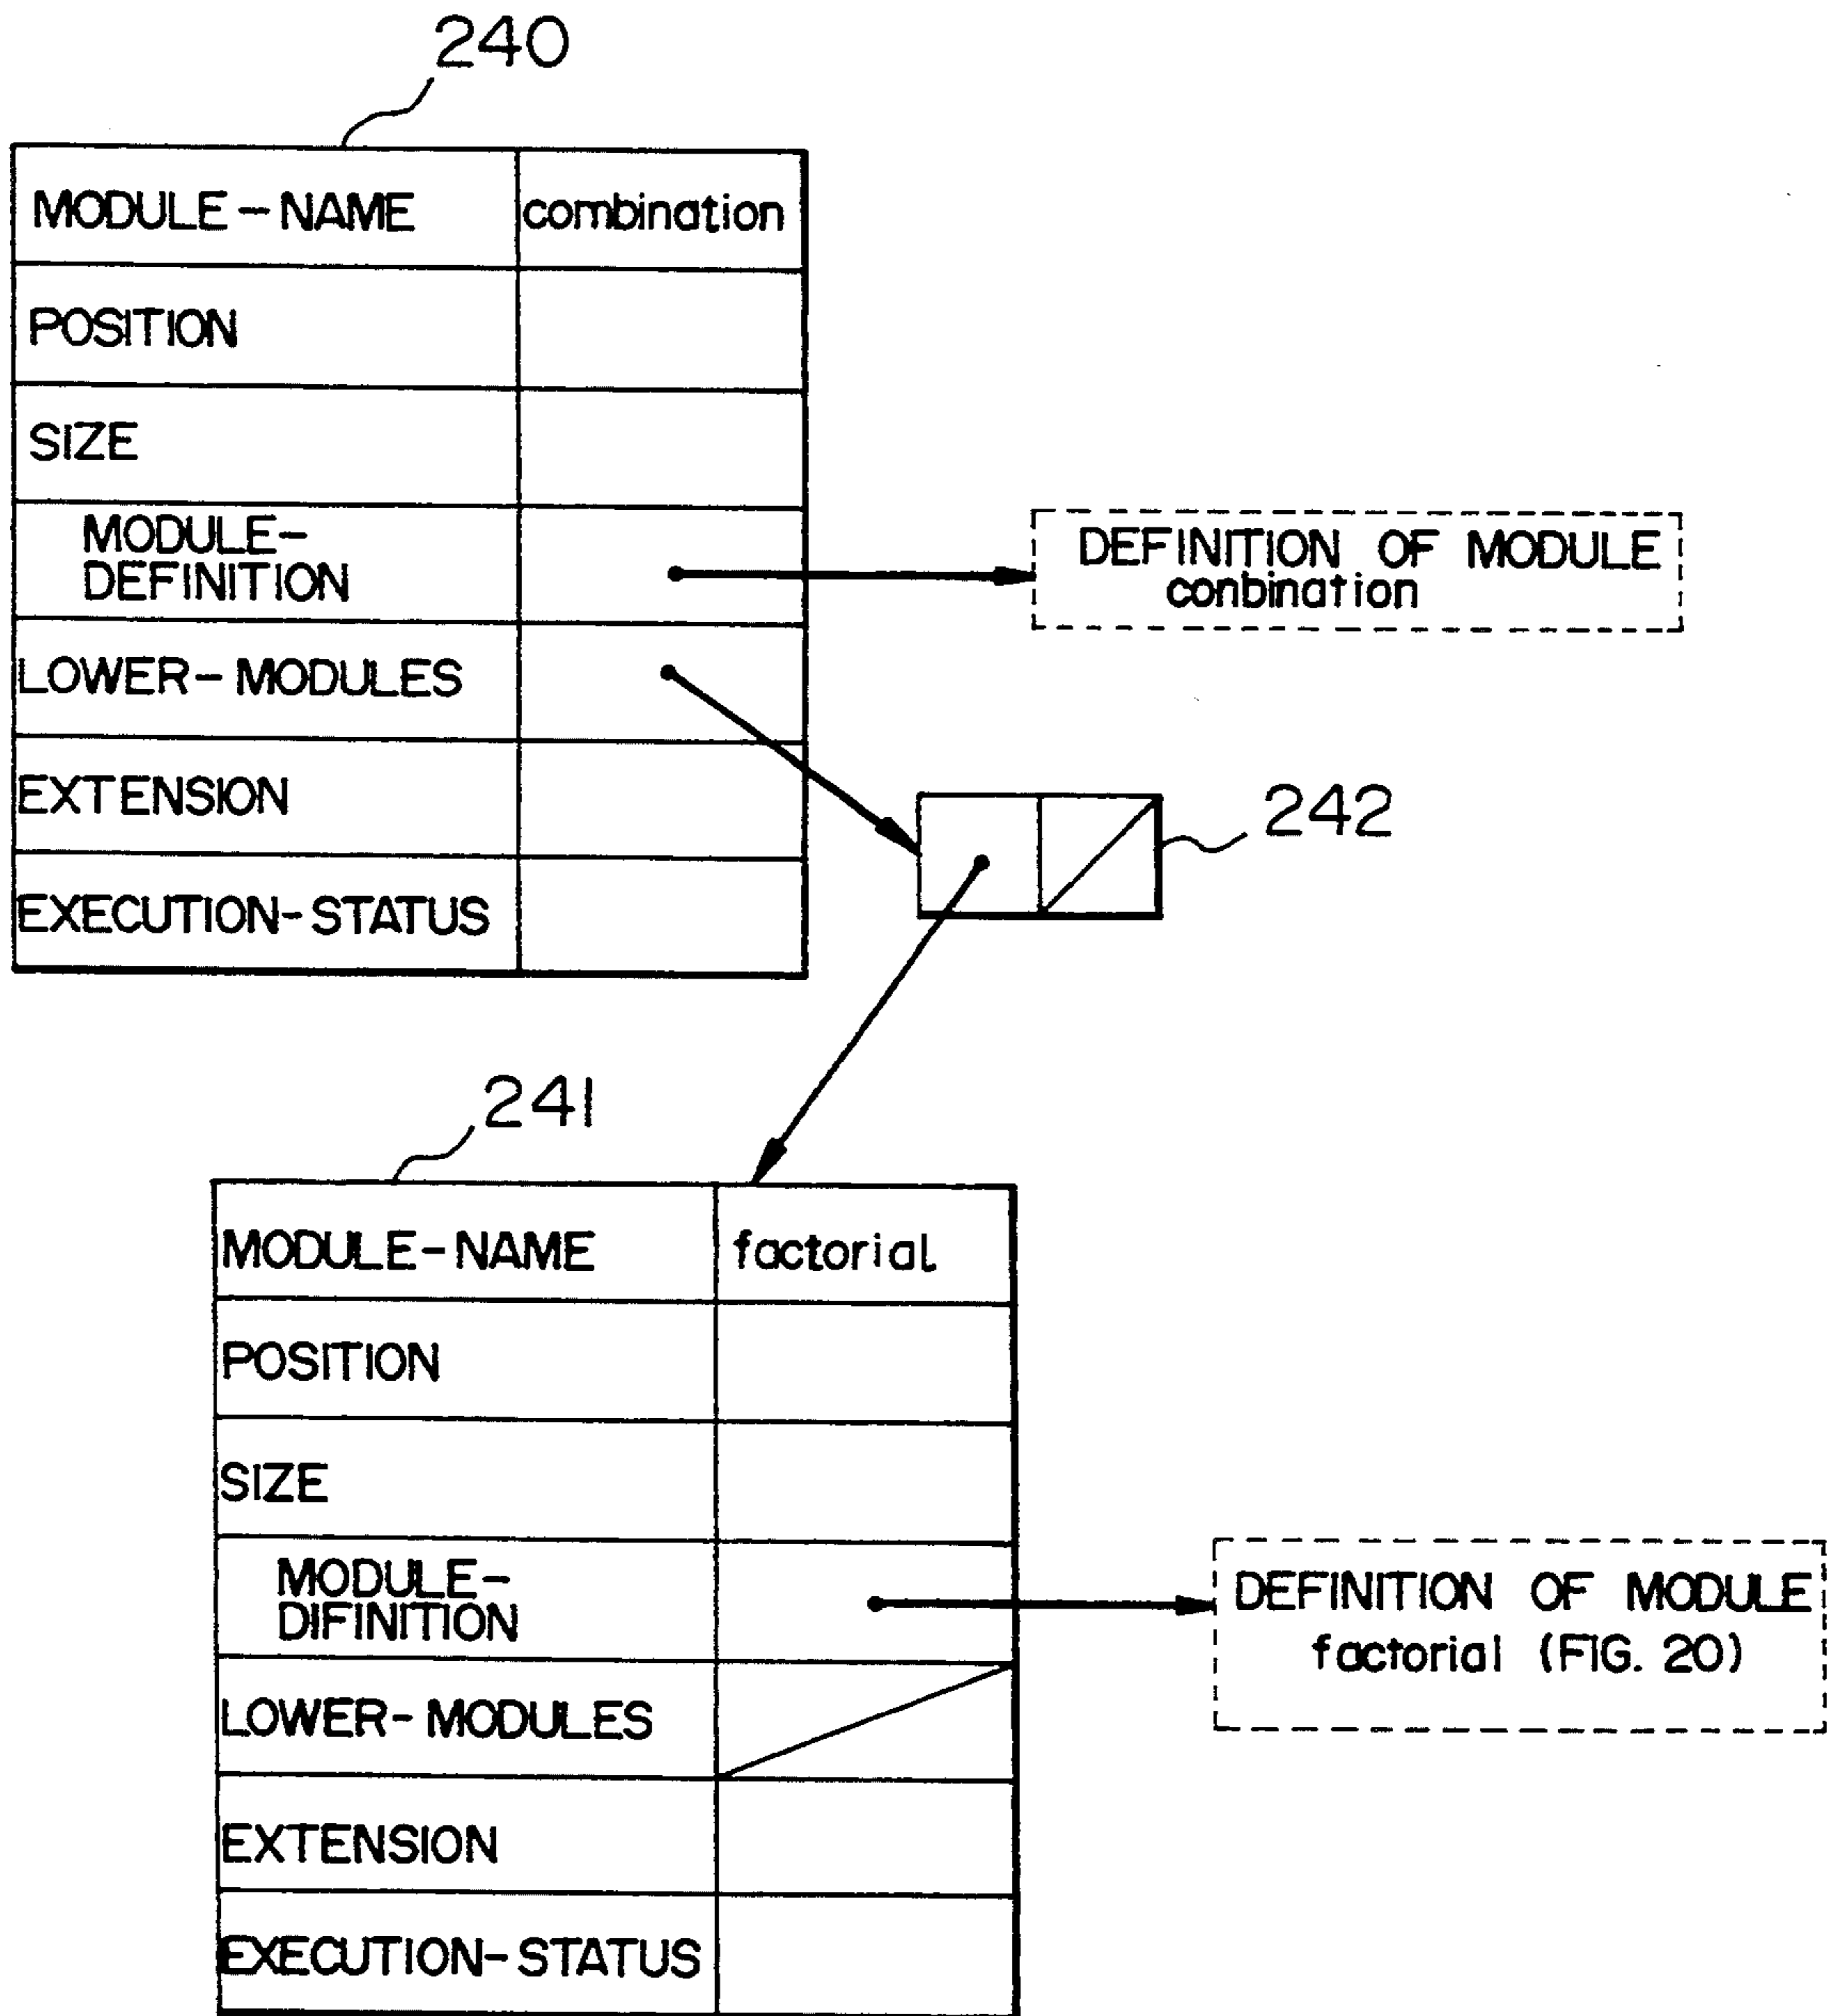 240
MODULE-NAME combination
POSITION
SIZE
MODULE-
DEFINITION
DEFINITION OF MODULE
conbination
LOWER-MODULES
EXTENSION
242
EXECUTION-STATUS
241
MODULE-NAME factorial
POSITION
SIZE
MODULE-
DIFINITION
DEFINITION OF MODULE
factorial (FIG. 20)
LOWER-MODULES
EXTENSION
EXECUTION-STATUS